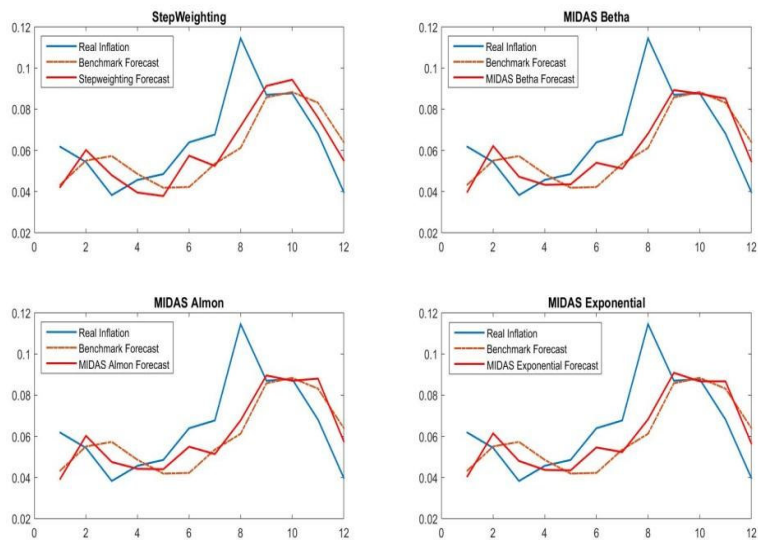 StepWeighting
Real Inflation
Benchmark Forecast
Stepweighting Forecast
0.12
0.1
0.08
0.06
0.04
0.02
0 2 4 6 8 10 12
MIDAS Betha
Real Inflation
Benchmark Forecast
MIDAS Betha Forecast
0.12
0.1
0.08
0.06
0.04
0.02
0 2 4 6 8 10 12
MIDAS Almon
Real Inflation
Benchmark Forecast
MIDAS Almon Forecast
0.12
0.1
0.08
0.06
0.04
0.02
0 2 4 6 8 10 12
MIDAS Exponential
Real Inflation
Benchmark Forecast
MIDAS Exponential Forecast
0.12
0.1
0.08
0.06
0.04
0.02
0 2 4 6 8 10 12